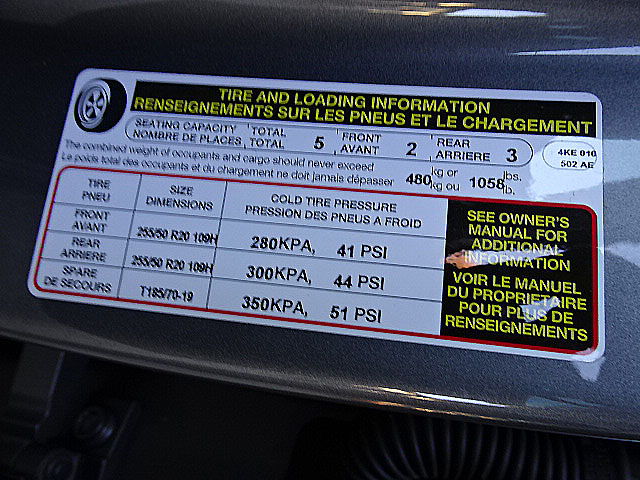 TIRE AND LOADING INFORMATION
RENSEIGNEMENTS SUR LES PNEUS ET LE CHARGEMENT
SEATING CAPACITY TOTAL 5 FRONT 2 REAR 3
NOMBRE DE PLACES TOTAL AVANT ARRIERE
4KE 010
502 AE
The combined weight of occupants and cargo should never exceed 480 kg or 1058 lbs.
Le poids total des occupants et du chargement ne doit jamais dépasser kg ou lb.
TIRE SIZE COLD TIRE PRESSURE
PNEU DIMENSIONS PRESSION DES PNEUS A FROID
FRONT
AVANT 255/50 R20 109H 280KPA, 41 PSI
REAR
ARRIERE 255/50 R20 109H 300KPA, 44 PSI
SPARE
DE SECOURS T185/70-19 350KPA, 51 PSI
SEE OWNER'S
MANUAL FOR
ADDITIONAL
INFORMATION
VOIR LE MANUEL
DU PROPRIETAIRE
POUR PLUS DE
RENSEIGNEMENTS